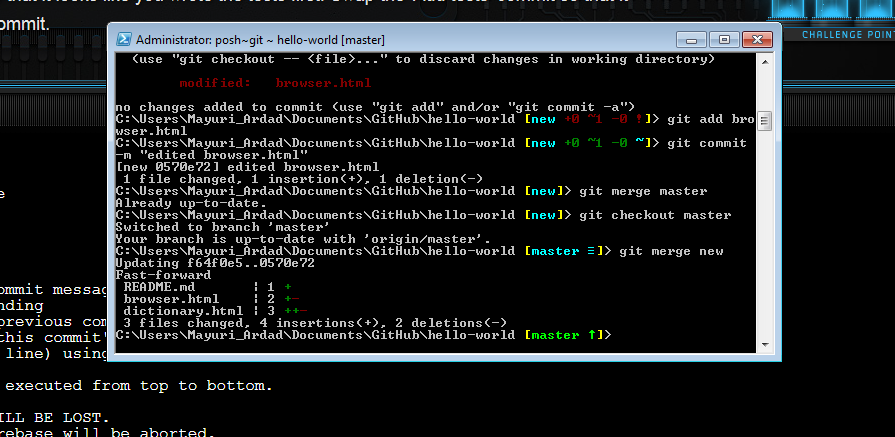 ommit.
CHALLENGE POIN
Administrator: posh~git ~ hello-world [master]
(use "git checkout -- <file>..." to discard changes in working directory)
modified:   browser.html
no changes added to commit (use "git add" and/or "git commit -a")
C:\Users\Mayuri_Ardad\Documents\GitHub\hello-world [new +0 ~1 -0 !]> git add bro
wser.html
C:\Users\Mayuri_Ardad\Documents\GitHub\hello-world [new +0 ~1 -0 ~]> git commit
-m "edited browser.html"
[new 0570e72] edited browser.html
1 file changed, 1 insertion(+), 1 deletion(-)
C:\Users\Mayuri_Ardad\Documents\GitHub\hello-world [new]> git merge master
Already up-to-date.
C:\Users\Mayuri_Ardad\Documents\GitHub\hello-world [new]> git checkout master
Switched to branch 'master'
Your branch is up-to-date with 'origin/master'.
C:\Users\Mayuri_Ardad\Documents\GitHub\hello-world [master ≡]> git merge new
Updating f64f0e5..0570e72
Fast-forward
README.md       | 1 +
browser.html    | 2 +-
dictionary.html | 3 ++-
3 files changed, 4 insertions(+), 2 deletions(-)
C:\Users\Mayuri_Ardad\Documents\GitHub\hello-world [master ↑]>
e
ommit messag
nding
previous com
this commit'
line) using
executed from top to bottom.
ILL BE LOST.
rebase will be aborted.